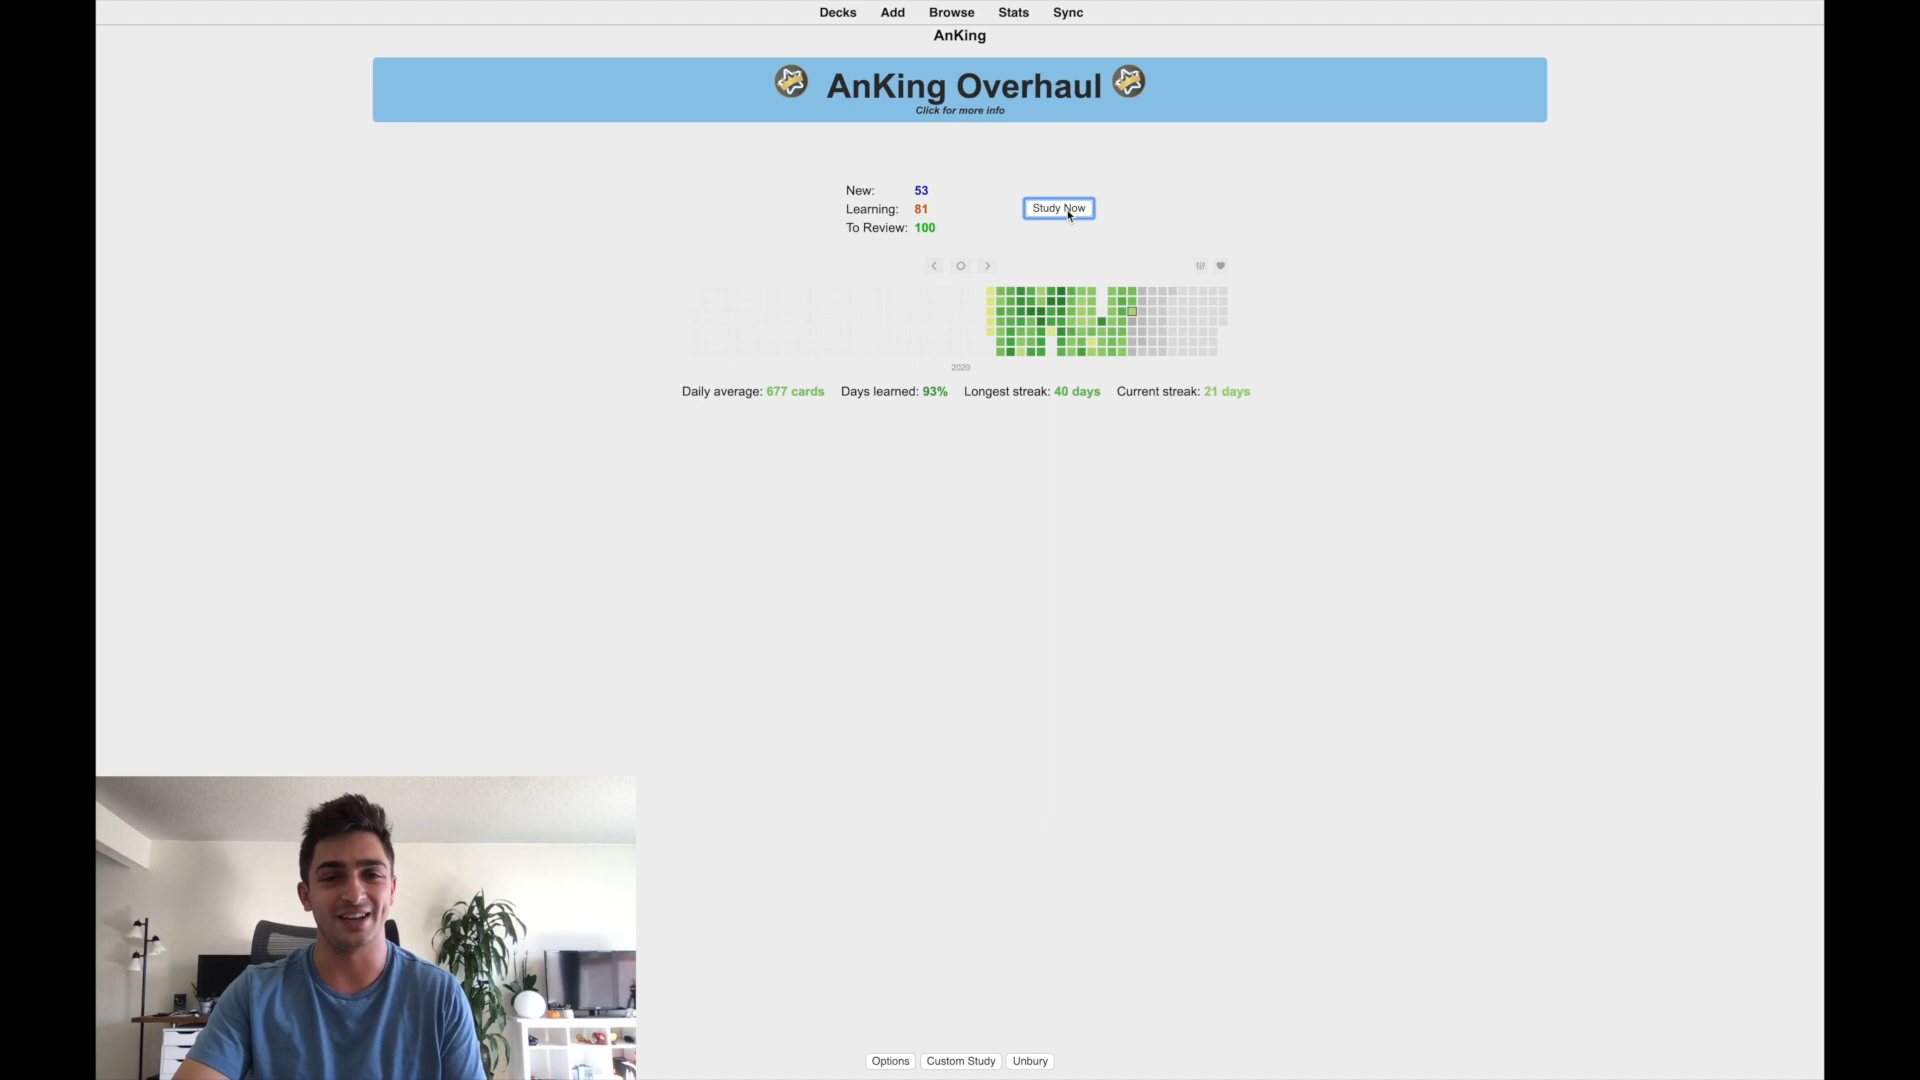 Decks Add Browse Stats Sync
AnKing
AnKing Overhaul
Click for more info
New: 53
Learning: 81
To Review: 100
Study Now
2020
Daily average: 677 cards Days learned: 93% Longest streak: 40 days Current streak: 21 days
Options Custom Study Unbury